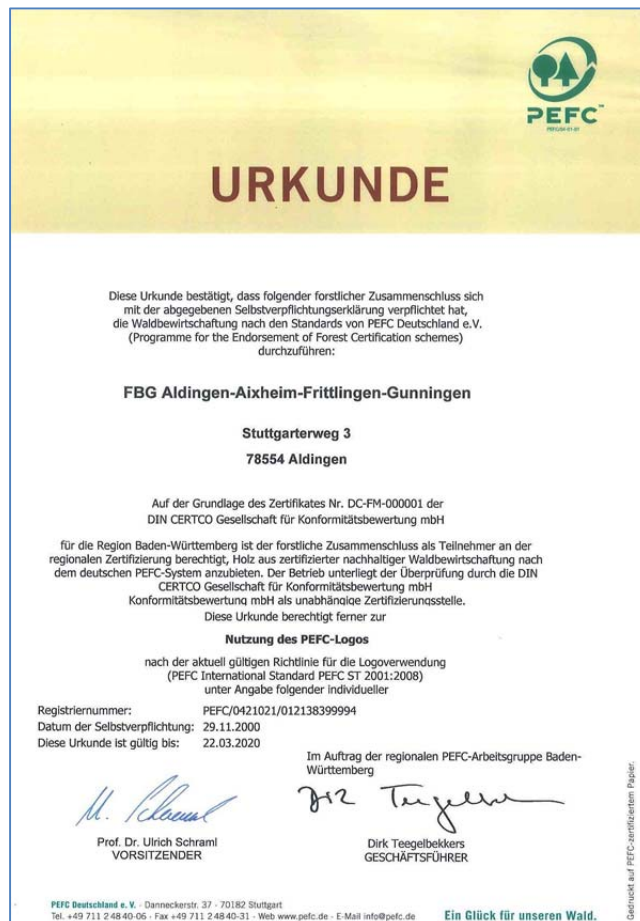 PEFC™
PEFC/04-01-01
URKUNDE
Diese Urkunde bestätigt, dass folgender forstlicher Zusammenschluss sich
mit der abgegebenen Selbstverpflichtungserklärung verpflichtet hat,
die Waldbewirtschaftung nach den Standards von PEFC Deutschland e.V.
(Programme for the Endorsement of Forest Certification schemes)
durchzuführen:
FBG Aldingen-Aixheim-Frittlingen-Gunningen
Stuttgarterweg 3
78554 Aldingen
Auf der Grundlage des Zertifikates Nr. DC-FM-000001 der
DIN CERTCO Gesellschaft für Konformitätsbewertung mbH
für die Region Baden-Württemberg ist der forstliche Zusammenschluss als Teilnehmer an der
regionalen Zertifizierung berechtigt, Holz aus zertifizierter nachhaltiger Waldbewirtschaftung nach
dem deutschen PEFC-System anzubieten. Der Betrieb unterliegt der Überprüfung durch die DIN
CERTCO Gesellschaft für Konformitätsbewertung mbH
Konformitätsbewertung mbH als unabhängige Zertifizierungsstelle.
Diese Urkunde berechtigt ferner zur
Nutzung des PEFC-Logos
nach der aktuell gültigen Richtlinie für die Logoverwendung
(PEFC International Standard PEFC ST 2001:2008)
unter Angabe folgender individueller
Registriernummer: PEFC/0421021/012138399994
Datum der Selbstverpflichtung: 29.11.2000
Diese Urkunde ist gültig bis: 22.03.2020
Im Auftrag der regionalen PEFC-Arbeitsgruppe Baden-
Württemberg
Prof. Dr. Ulrich Schraml
VORSITZENDER
Dirk Teegelbekkers
GESCHÄFTSFÜHRER
PEFC Deutschland e. V. - Danneckerstr. 37 - 70182 Stuttgart
Tel. +49 711 2 48 40-06 - Fax +49 711 2 48 40-31 - Web www.pefc.de - E-Mail info@pefc.de
Ein Glück für unseren Wald.
Gedruckt auf PEFC-zertifiziertem Papier.